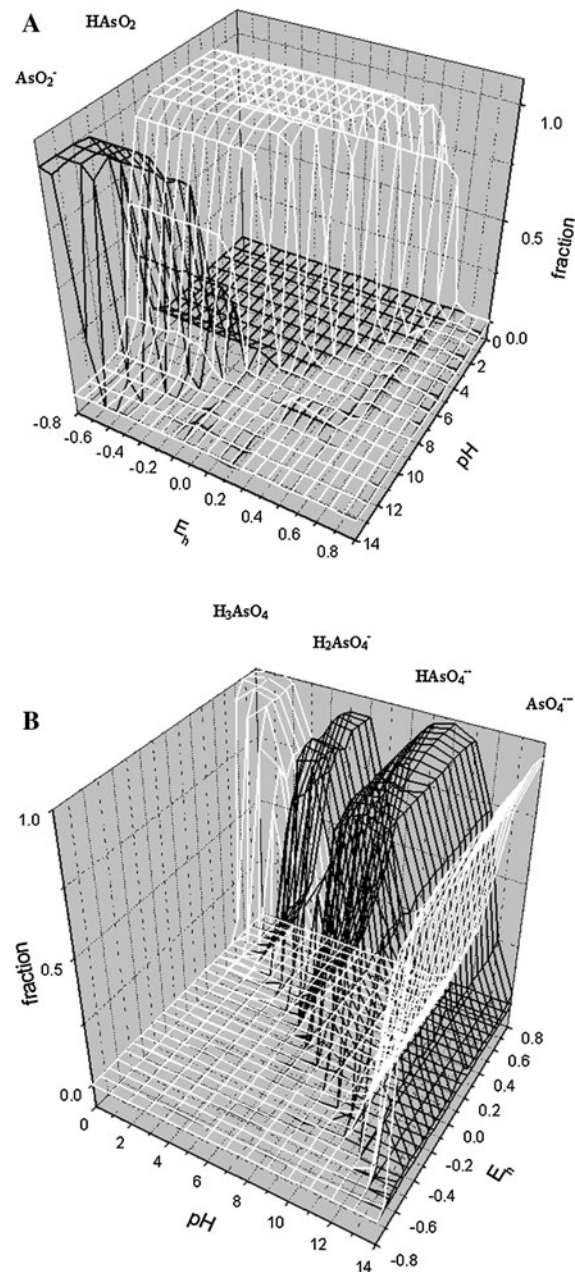 A
HAsO₂
AsO₂⁻
1.0
0.5
0.0
fraction
0
2
4
6
8
10
12
14
pH
-0.8
-0.6
-0.4
-0.2
0.0
0.2
0.4
0.6
0.8
Eₕ
B
H₃AsO₄
H₂AsO₄⁻
HAsO₄⁻⁻
AsO₄⁻⁻⁻
1.0
0.5
0.0
fraction
0
2
4
6
8
10
12
14
pH
0.8
0.6
0.4
0.2
0.0
-0.2
-0.4
-0.6
-0.8
Eₕ